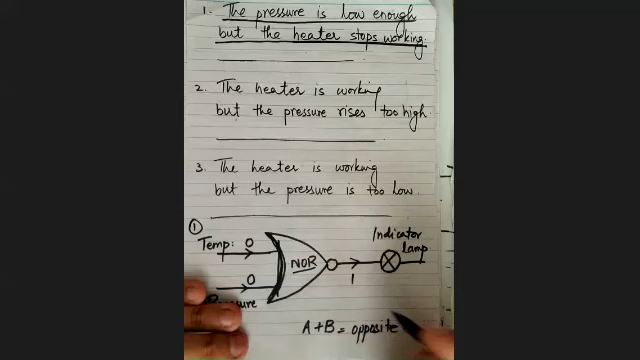 1. The pressure is low enough
but the heater stops working.
2. The heater is working
but the pressure rises too high.
3. The heater is working
but the pressure is too low.
1
Temp: 0
NOR
Indicator
lamp
0
1
A+B = opposite